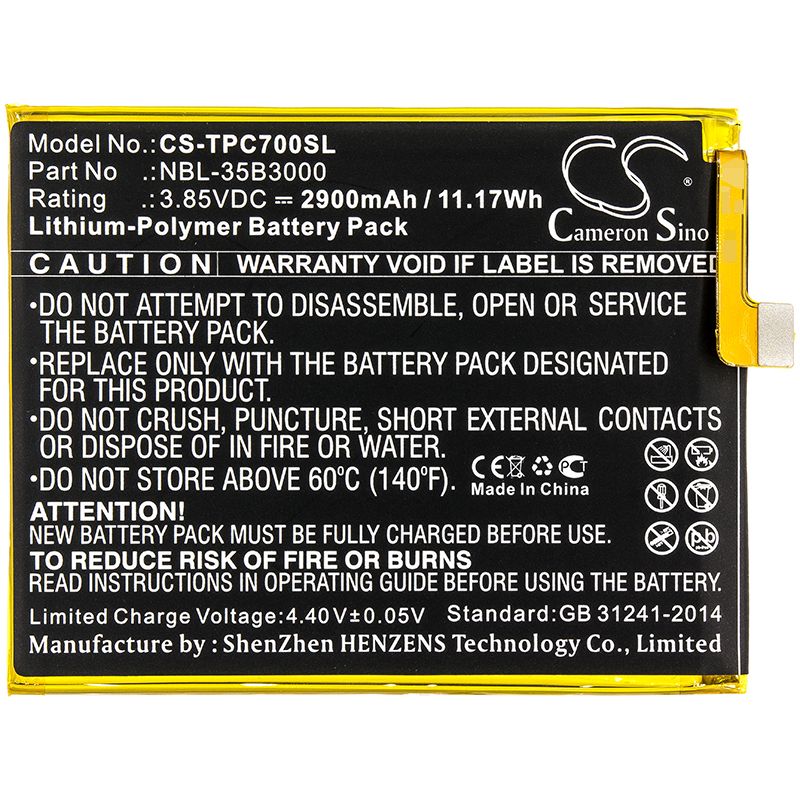 Model No.: CS-TPC700SL
Part No :NBL-35B3000
Rating :3.85VDC ⎓ 2900mAh / 11.17Wh
Lithium-Polymer Battery Pack
CS
®
Cameron Sino
CAUTION WARRANTY VOID IF LABEL IS REMOVED
•DO NOT ATTEMPT TO DISASSEMBLE, OPEN OR SERVICE
THE BATTERY PACK.
•REPLACE ONLY WITH THE BATTERY PACK DESIGNATED
FOR THIS PRODUCT.
•DO NOT CRUSH, PUNCTURE, SHORT EXTERNAL CONTACTS
OR DISPOSE OF IN FIRE OR WATER.
•DO NOT STORE ABOVE 60°C (140°F).
CE PCT
Made In China
ATTENTION!
NEW BATTERY PACK MUST BE FULLY CHARGED BEFORE USE.
TO REDUCE RISK OF FIRE OR BURNS
READ INSTRUCTIONS IN OPERATING GUIDE BEFORE USING THE BATTERY.
pb
Limited Charge Voltage:4.40V±0.05V Standard:GB 31241-2014
Manufacture by : ShenZhen HENZENS Technology Co., Limited